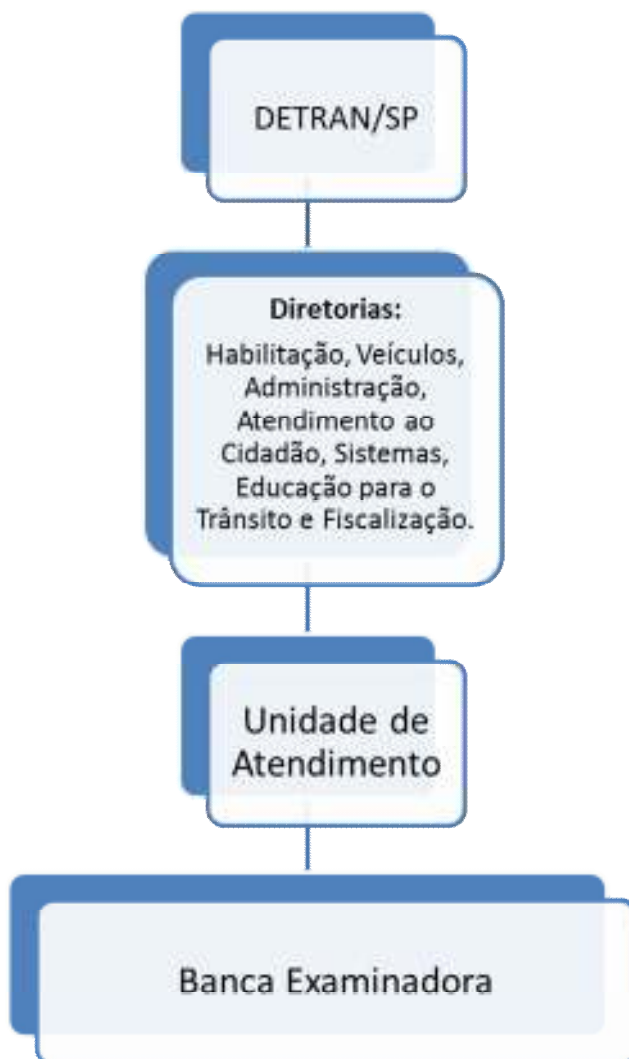 DETRAN/SP
Diretorias:
Habilitação, Veículos,
Administração,
Atendimento ao
Cidadão, Sistemas,
Educação para o
Trânsito e Fiscalização.
Unidade de
Atendimento
Banca Examinadora